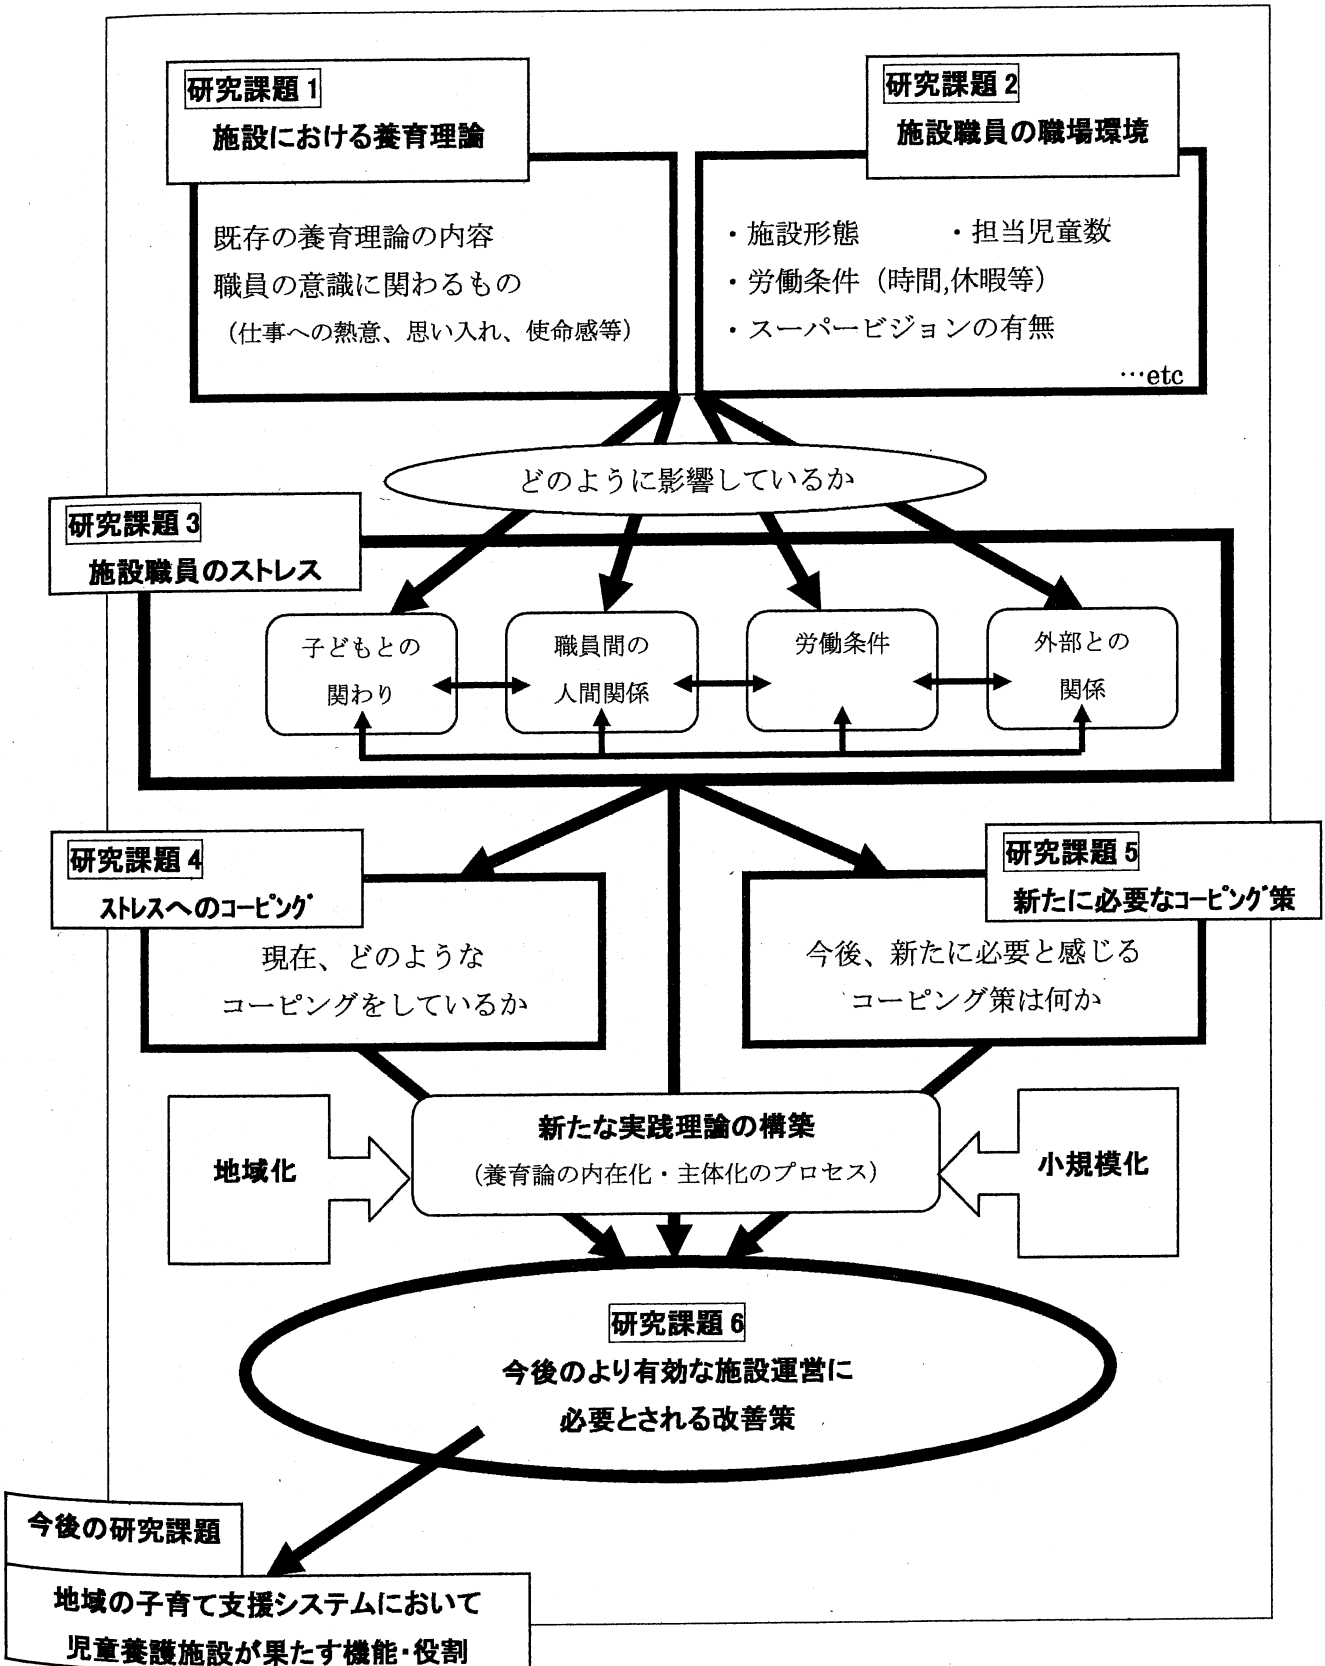 研究課題1
施設における養育理論
既存の養育理論の内容
職員の意識に関わるもの
（仕事への熱意、思い入れ、使命感等）
研究課題2
施設職員の職場環境
・施設形態　・担当児童数
・労働条件（時間,休暇等）
・スーパービジョンの有無
…etc
どのように影響しているか
研究課題3
施設職員のストレス
子どもとの
関わり
職員間の
人間関係
労働条件
外部との
関係
研究課題4
ストレスへのコーピング
現在、どのような
コーピングをしているか
研究課題5
新たに必要なコーピング策
今後、新たに必要と感じる
コーピング策は何か
地域化
新たな実践理論の構築
（養育論の内在化・主体化のプロセス）
小規模化
研究課題6
今後のより有効な施設運営に
必要とされる改善策
今後の研究課題
地域の子育て支援システムにおいて
児童養護施設が果たす機能・役割